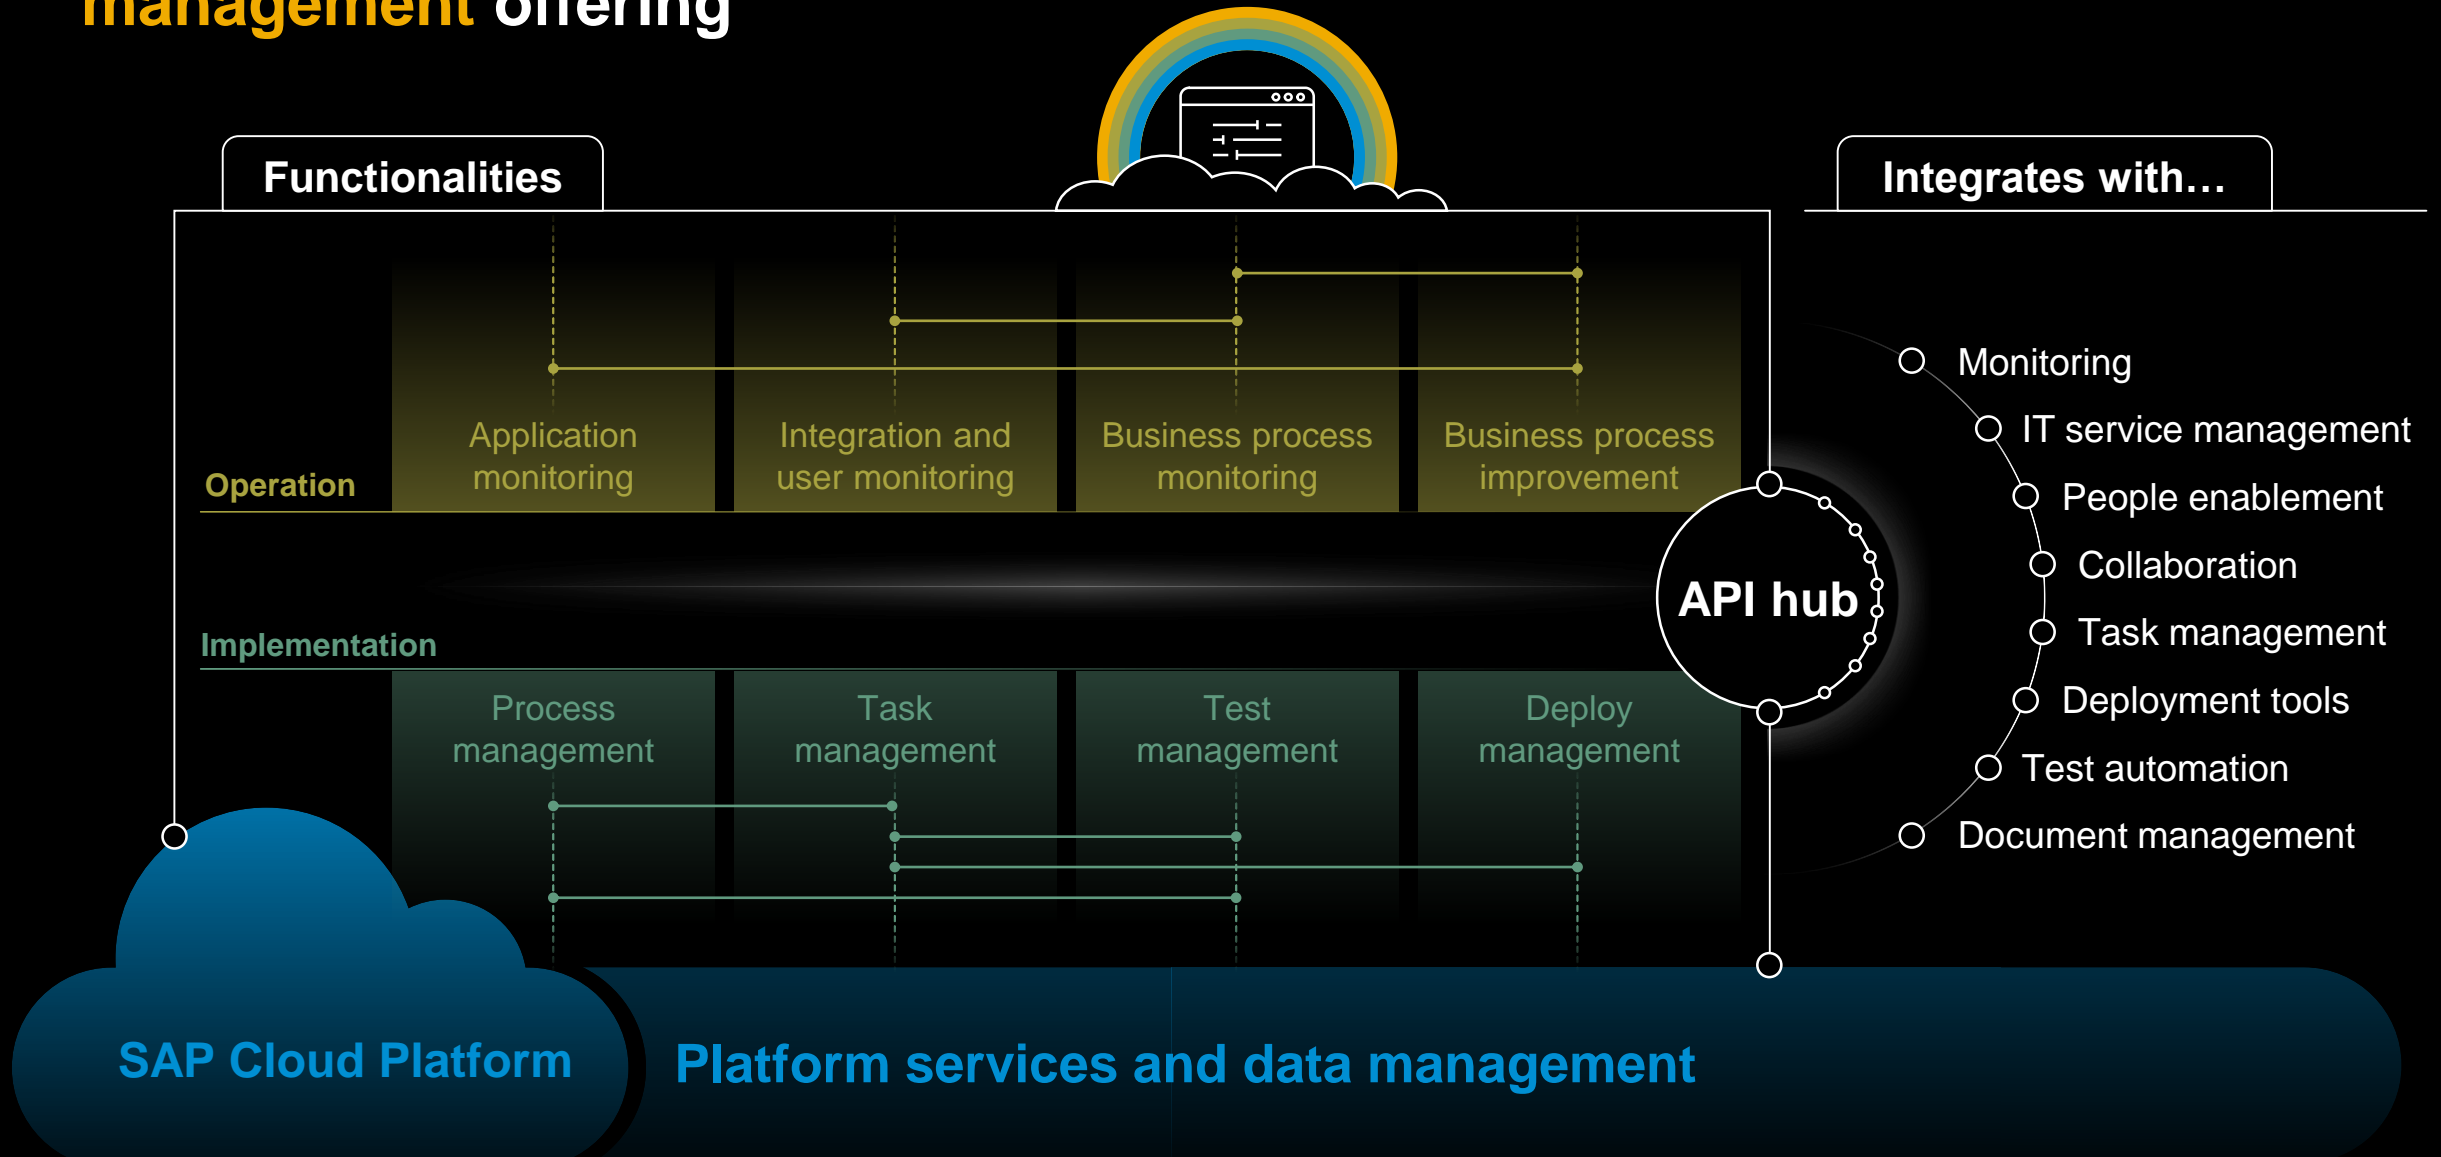 management offering
Functionalities
Integrates with…
Application
monitoring
Integration and
user monitoring
Business process
monitoring
Business process
improvement
Operation
Implementation
Process
management
Task
management
Test
management
Deploy
management
API hub
Monitoring
IT service management
People enablement
Collaboration
Task management
Deployment tools
Test automation
Document management
SAP Cloud Platform
Platform services and data management